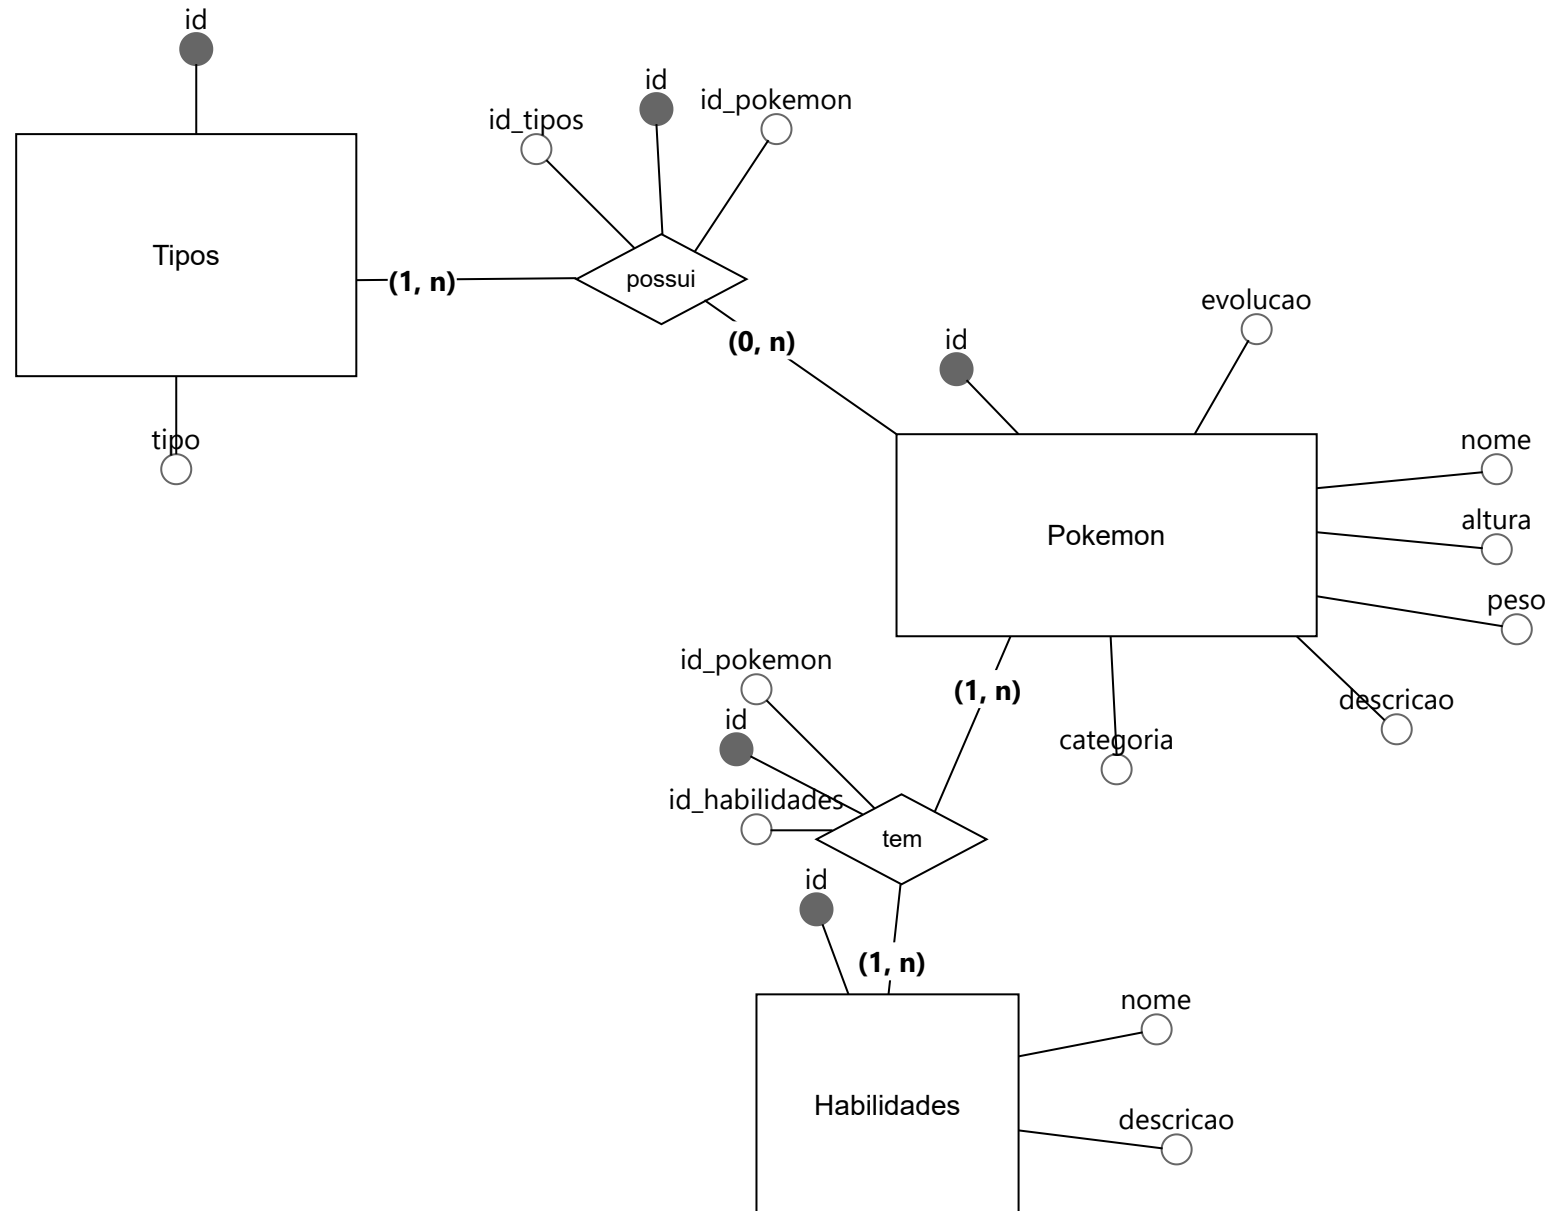 id
id
id_pokemon
id_tipos
Tipos
possui
(1, n)
(0, n)
evolucao
id
tipo
nome
altura
Pokemon
peso
id_pokemon
(1, n)
descricao
id
categoria
id_habilidades
tem
id
(1, n)
nome
Habilidades
descricao